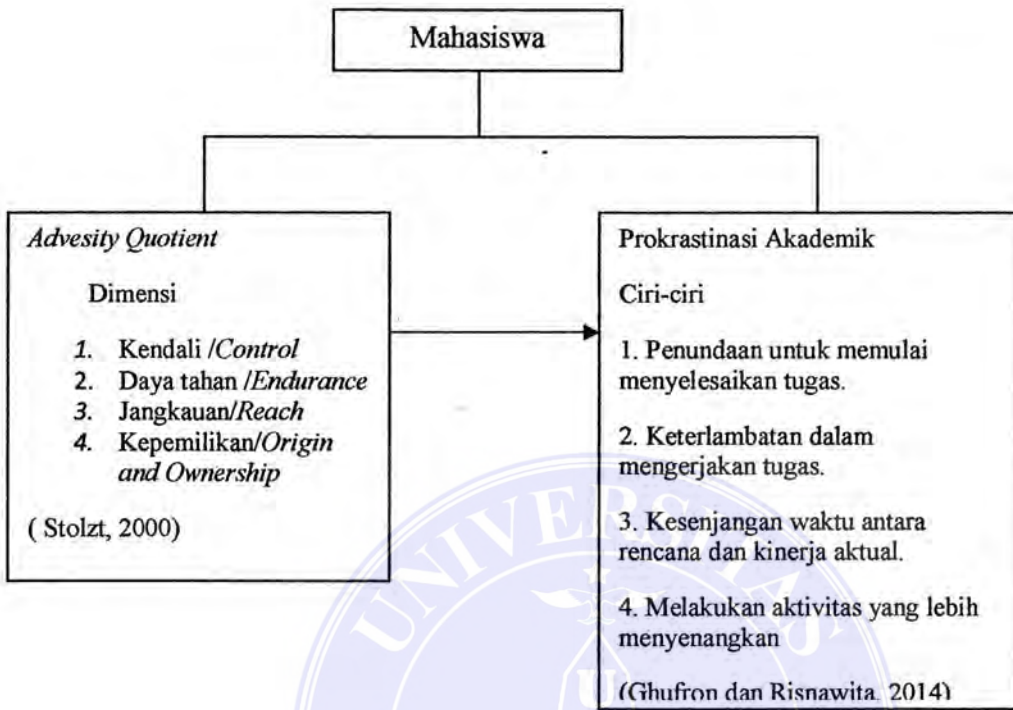 Mahasiswa
Advesity Quotient
Dimensi
1. Kendali /Control
2. Daya tahan /Endurance
3. Jangkauan/Reach
4. Kepemilikan/Origin
and Ownership
( Stolzt, 2000)
Prokrastinasi Akademik
Ciri-ciri
1. Penundaan untuk memulai
menyelesaikan tugas.
2. Keterlambatan dalam
mengerjakan tugas.
3. Kesenjangan waktu antara
rencana dan kinerja aktual.
4. Melakukan aktivitas yang lebih
menyenangkan
(Ghufron dan Risnawita, 2014)
UNIVERSITAS
U